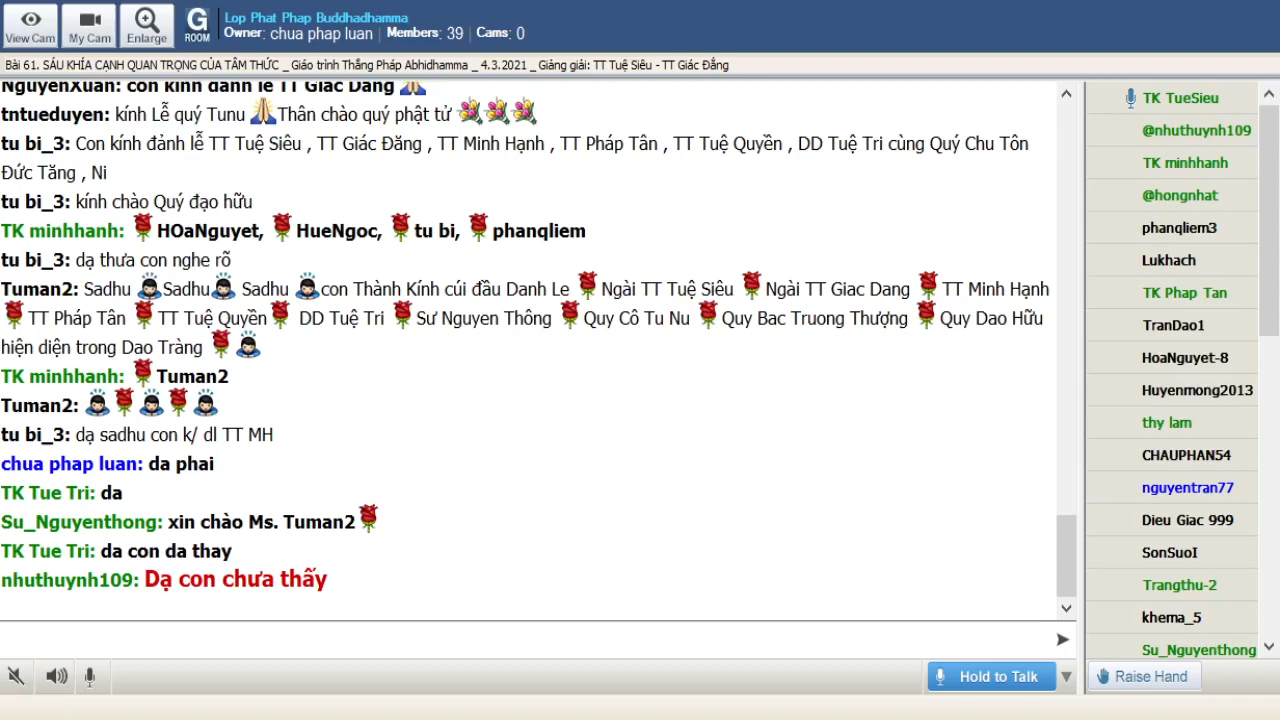 View Cam
My Cam
Enlarge
G
ROOM
Lop Phat Phap Buddhadhamma
Owner: chua phap luan | Members: 39 | Cams: 0
Bài 61. SÁU KHÍA CẠNH QUAN TRỌNG CỦA TÂM THỨC _ Giáo trình Thắng Pháp Abhidhamma _ 4.3.2021 _ Giảng giải: TT Tuệ Siêu - TT Giác Đẳng
NguyenXuan: con kính đảnh lễ TT Giác Đẳng
tntueduyen: kính Lễ quý Tunu Thân chào quý phật tử
tu bi_3: Con kính đảnh lễ TT Tuệ Siêu , TT Giác Đăng , TT Minh Hạnh , TT Pháp Tân , TT Tuệ Quyền , DD Tuệ Tri cùng Quý Chu Tôn
Đức Tăng , Ni
tu bi_3: kính chào Quý đạo hữu
TK minhhanh: HOaNguyet, HueNgoc, tu bi, phanqliem
tu bi_3: dạ thưa con nghe rõ
Tuman2: Sadhu Sadhu Sadhu con Thành Kính cúi đầu Danh Le Ngài TT Tuệ Siêu Ngài TT Giac Dang TT Minh Hạnh
TT Pháp Tân TT Tuệ Quyền DD Tuệ Tri Sư Nguyen Thông Quy Cô Tu Nu Quy Bac Truong Thượng Quy Dao Hữu
hiện diện trong Dao Tràng
TK minhhanh: Tuman2
Tuman2:
tu bi_3: dạ sadhu con k/ dl TT MH
chua phap luan: da phai
TK Tue Tri: da
Su_Nguyenthong: xin chào Ms. Tuman2
TK Tue Tri: da con da thay
nhuthuynh109: Dạ con chưa thấy
Hold to Talk
TK TueSieu
@nhuthuynh109
TK minhhanh
@hongnhat
phanqliem3
Lukhach
TK Phap Tan
TranDao1
HoaNguyet-8
Huyenmong2013
thy lam
CHAUPHAN54
nguyentran77
Dieu Giac 999
SonSuoI
Trangthu-2
khema_5
Su_Nguyenthong
Raise Hand